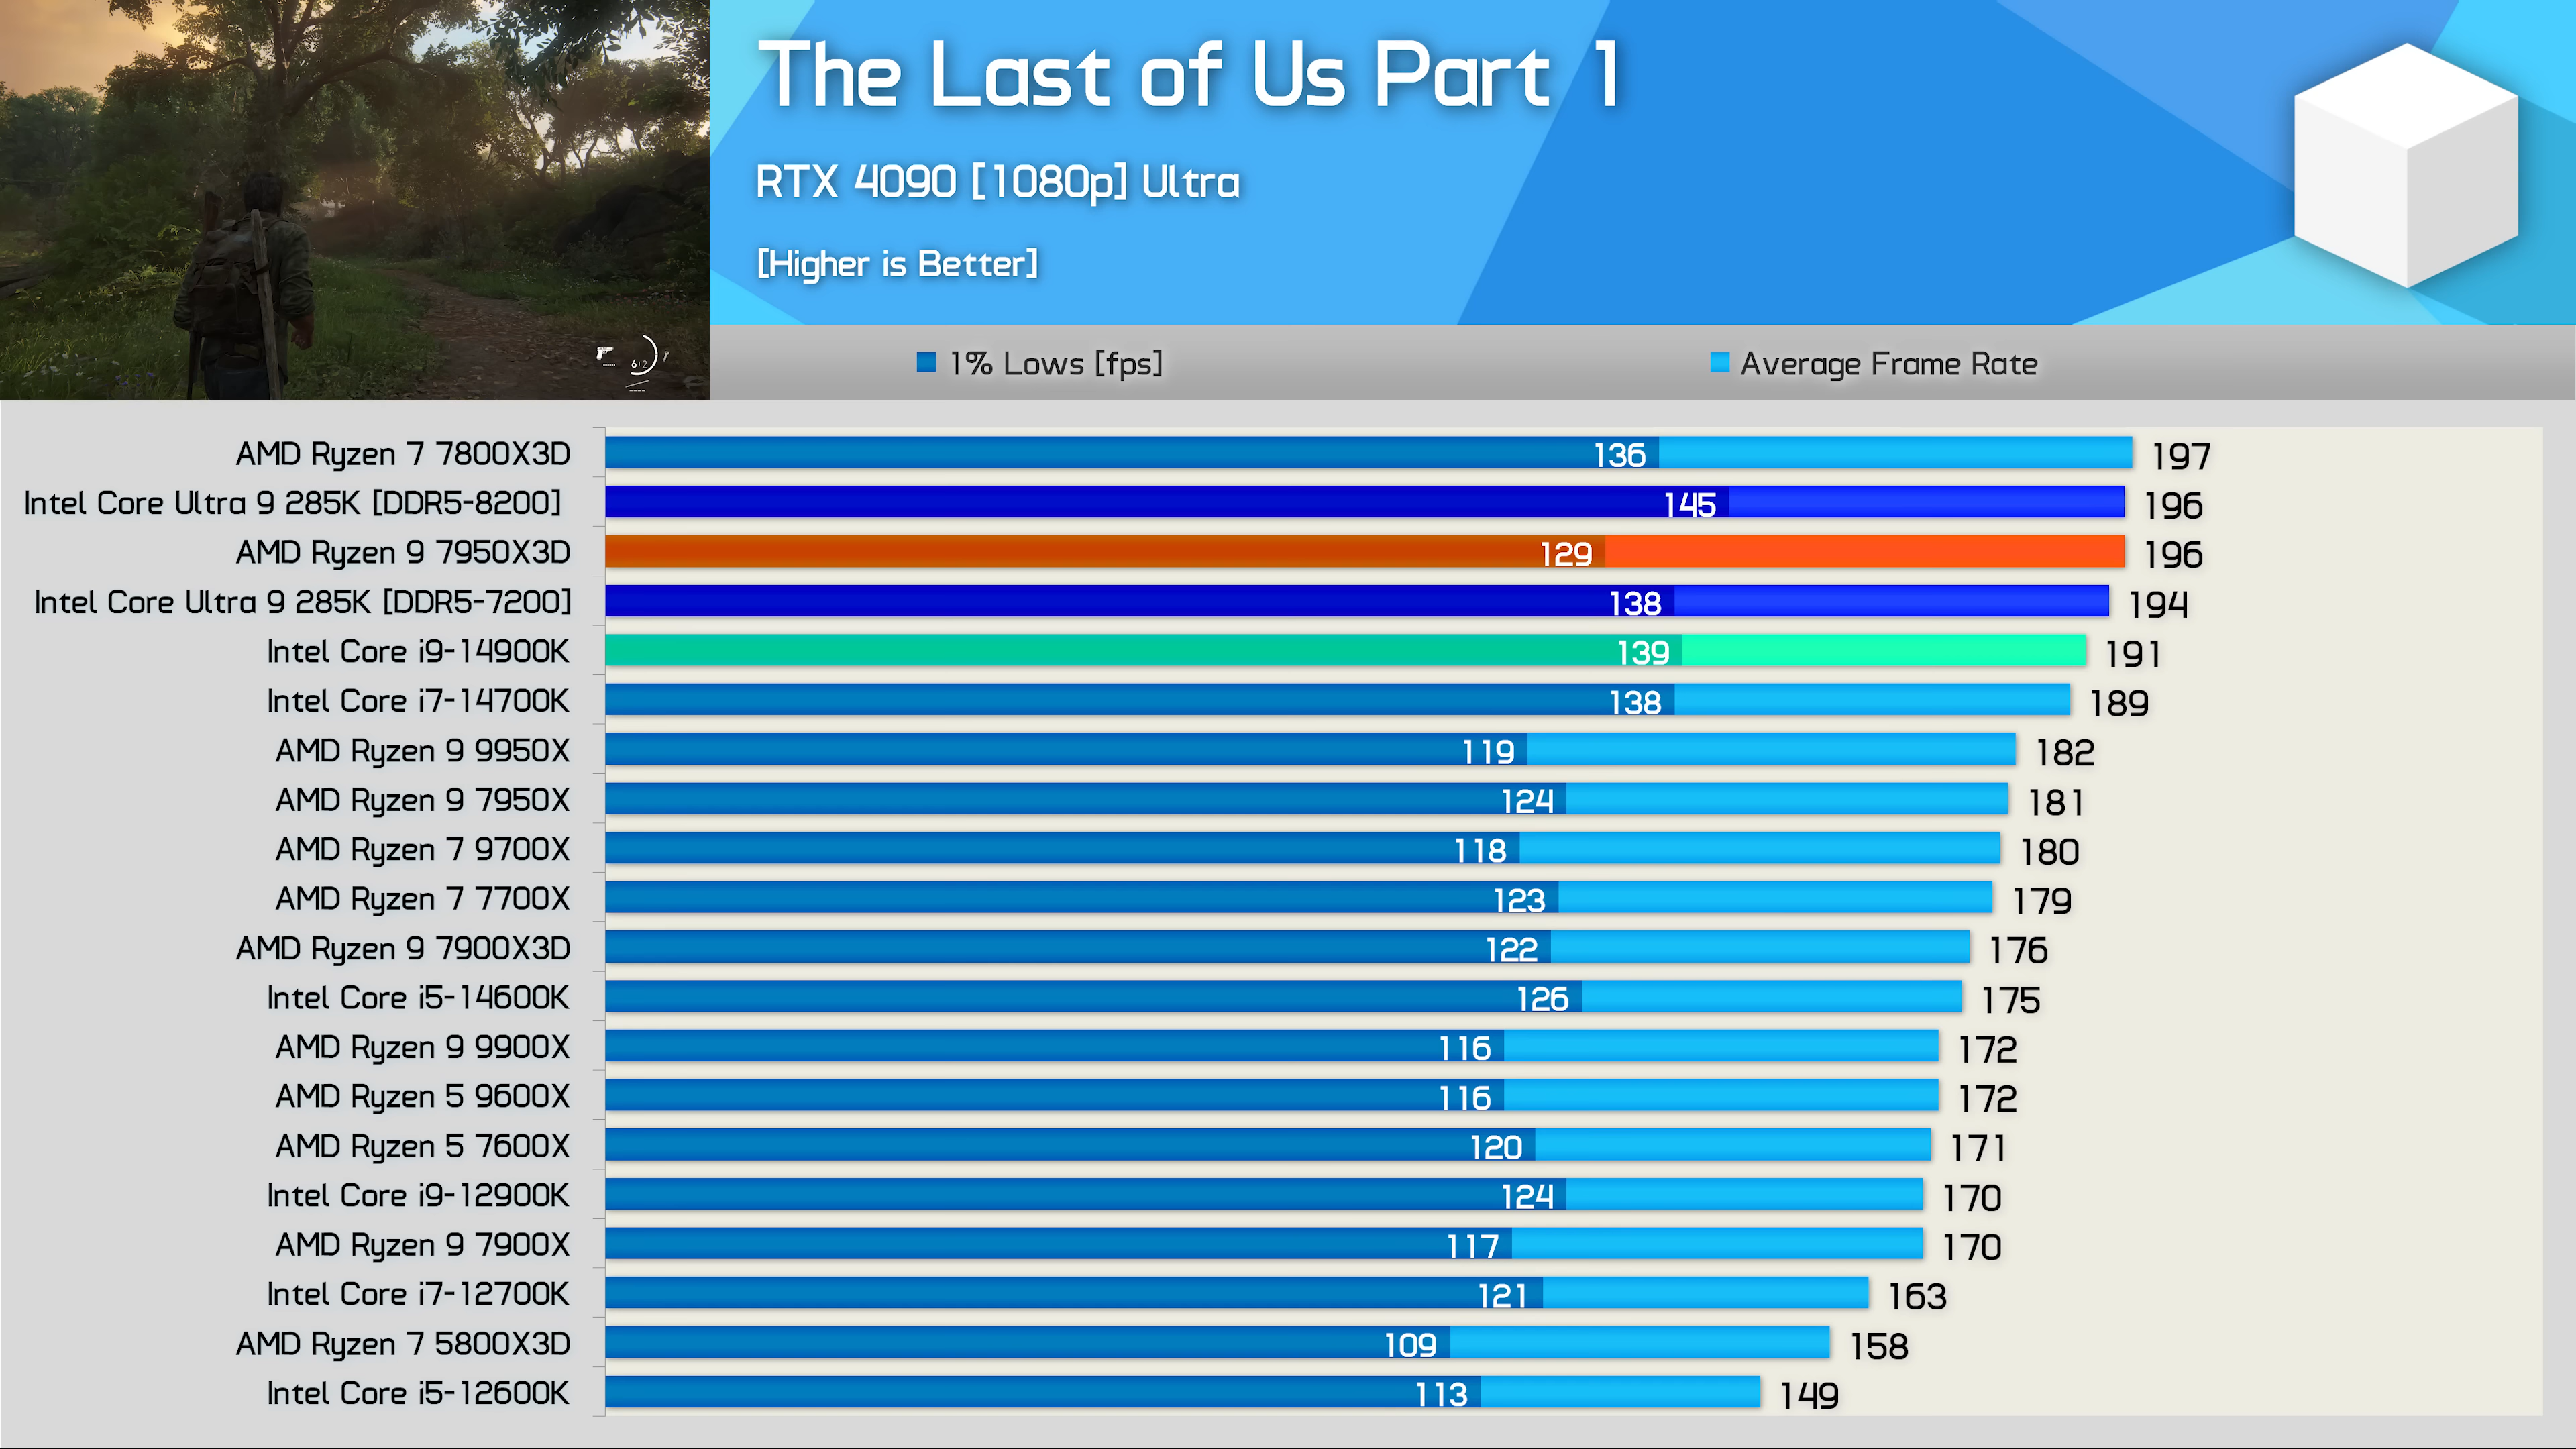 The Last of Us Part 1
RTX 4090 [1080p] Ultra
[Higher is Better]
1% Lows [fps] Average Frame Rate
AMD Ryzen 7 7800X3D 136 197
Intel Core Ultra 9 285K [DDR5-8200] 145 196
AMD Ryzen 9 7950X3D 129 196
Intel Core Ultra 9 285K [DDR5-7200] 138 194
Intel Core i9-14900K 139 191
Intel Core i7-14700K 138 189
AMD Ryzen 9 9950X 119 182
AMD Ryzen 9 7950X 124 181
AMD Ryzen 7 9700X 118 180
AMD Ryzen 7 7700X 123 179
AMD Ryzen 9 7900X3D 122 176
Intel Core i5-14600K 126 175
AMD Ryzen 9 9900X 116 172
AMD Ryzen 5 9600X 116 172
AMD Ryzen 5 7600X 120 171
Intel Core i9-12900K 124 170
AMD Ryzen 9 7900X 117 170
Intel Core i7-12700K 121 163
AMD Ryzen 7 5800X3D 109 158
Intel Core i5-12600K 113 149